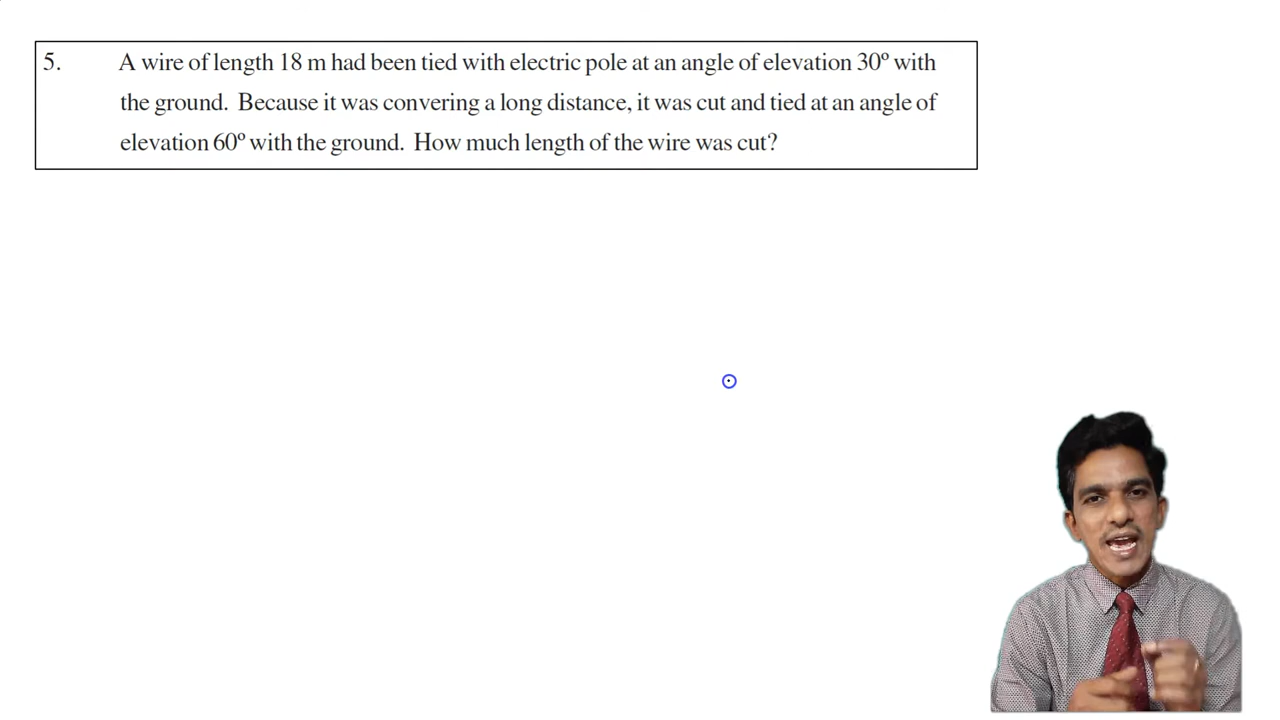 5. A wire of length 18 m had been tied with electric pole at an angle of elevation 30º with
the ground. Because it was convering a long distance, it was cut and tied at an angle of
elevation 60º with the ground. How much length of the wire was cut?